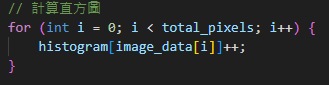 // 計算直方圖
for (int i = 0; i < total_pixels; i++) {
    histogram[image_data[i]]++;
}